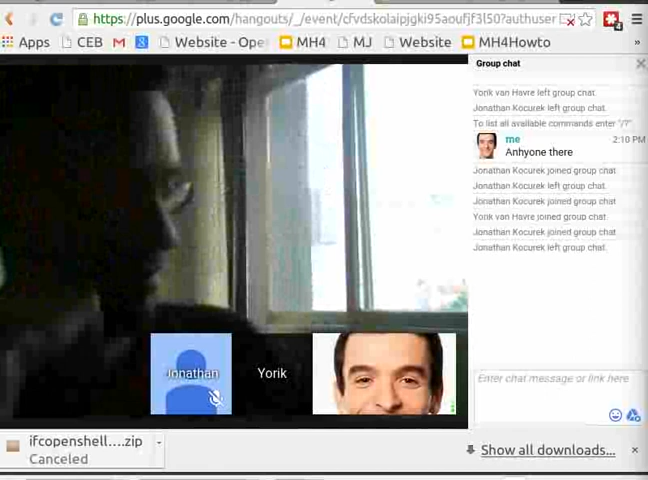 https://plus.google.com/hangouts/_/event/cfvdskolaipjgki95aoufjf3l50?authuser
Apps CEB Website - Ope MH4 MJ Website MH4Howto »
Group chat
Yorik van Havre left group chat.
Jonathan Kocurek left group chat.
To list all available commands enter "/?"
me 2:10 PM
Anhyone there
Jonathan Kocurek joined group chat
Jonathan Kocurek left group chat.
Jonathan Kocurek joined group chat
Yorik van Havre joined group chat.
Jonathan Kocurek joined group chat
Jonathan Kocurek left group chat.
Jonathan
Yorik
Enter chat message or link here
ifcopenshell....zip
Canceled
Show all downloads...